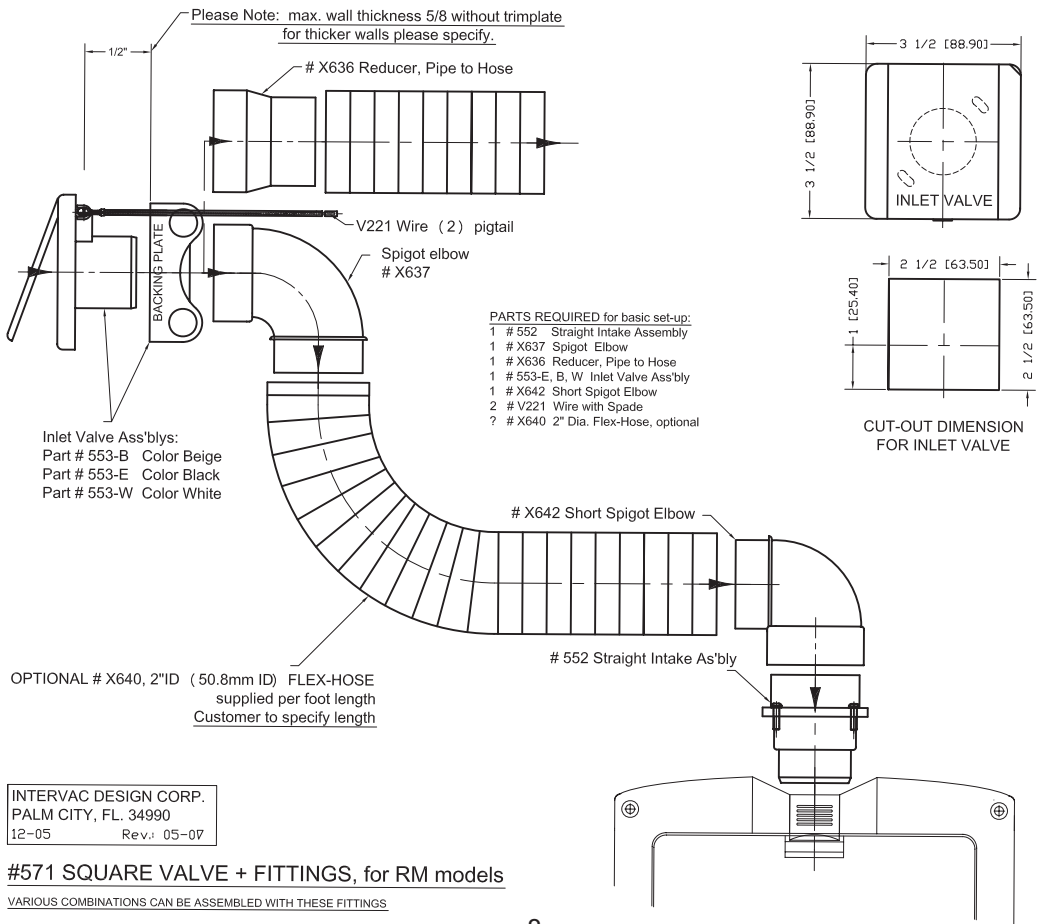 Please Note: max. wall thickness 5/8 without trimplate
for thicker walls please specify.
1/2"
# X636 Reducer, Pipe to Hose
3 1/2 [88.90]
3 1/2 [88.90]
INLET VALVE
V221 Wire ( 2 ) pigtail
BACKING PLATE
Spigot elbow
# X637
2 1/2 [63.50]
1 [25.40]
2 1/2 [63.50]
PARTS REQUIRED for basic set-up:
1 # 552 Straight Intake Assembly
1 # X637 Spigot Elbow
1 # X636 Reducer, Pipe to Hose
1 # 553-E, B, W Inlet Valve Ass'bly
1 # X642 Short Spigot Elbow
2 # V221 Wire with Spade
? # X640 2" Dia. Flex-Hose, optional
CUT-OUT DIMENSION
FOR INLET VALVE
Inlet Valve Ass'blys:
Part # 553-B Color Beige
Part # 553-E Color Black
Part # 553-W Color White
# X642 Short Spigot Elbow
# 552 Straight Intake As'bly
OPTIONAL # X640, 2"ID ( 50.8mm ID) FLEX-HOSE
supplied per foot length
Customer to specify length
INTERVAC DESIGN CORP.
PALM CITY, FL. 34990
12-05 Rev.: 05-07
#571 SQUARE VALVE + FITTINGS, for RM models
VARIOUS COMBINATIONS CAN BE ASSEMBLED WITH THESE FITTINGS